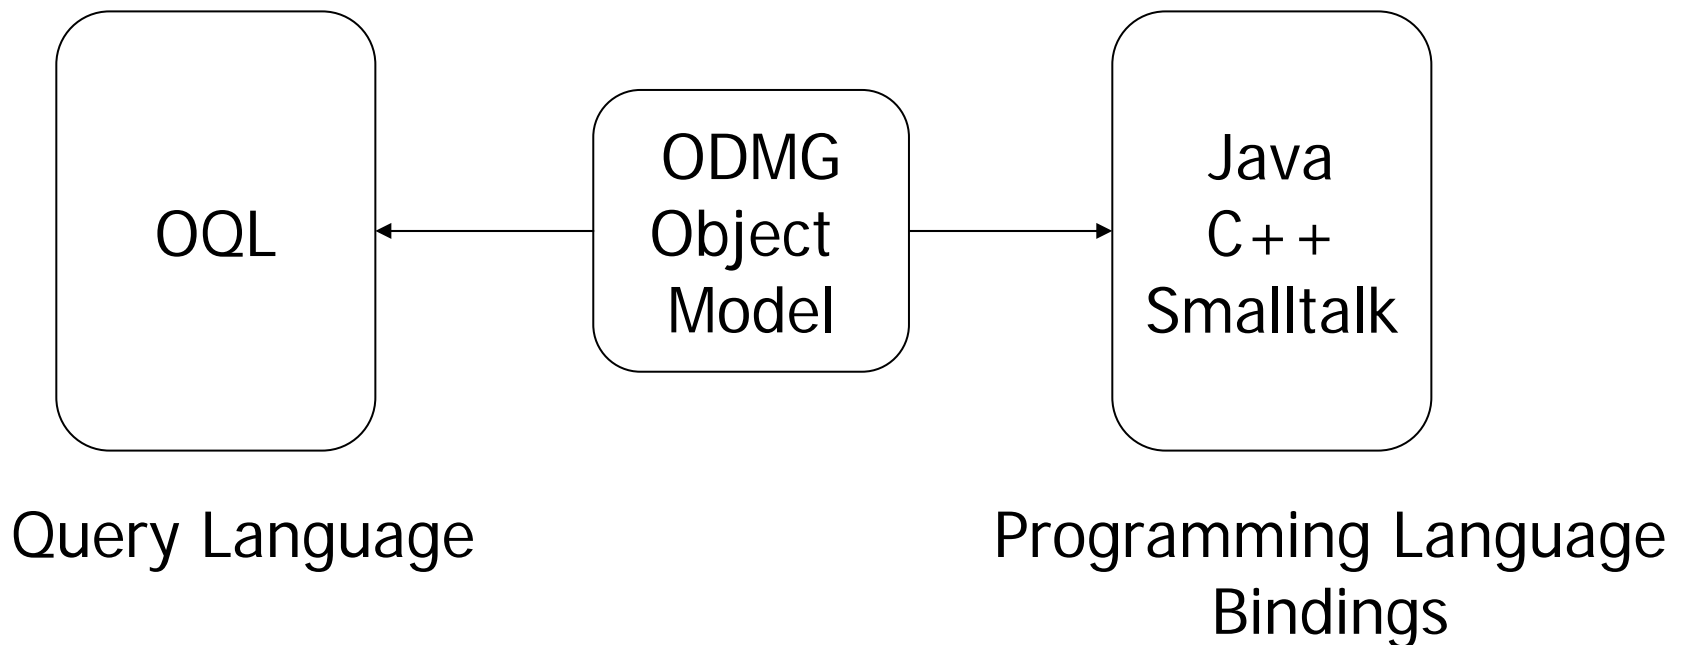 OQL
ODMG
Object
Model
Java
C++
Smalltalk
Query Language
Programming Language
Bindings